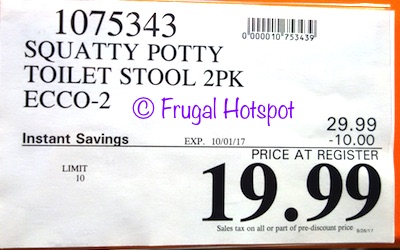 1075343
0000010753439
SQUATTY POTTY
TOILET STOOL 2PK
ECCO-2
© Frugal Hotspot
29.99
Instant Savings EXP. 10/01/17 -10.00
PRICE AT REGISTER
LIMIT
10
19.99
Sales tax on all or part of pre-discount price